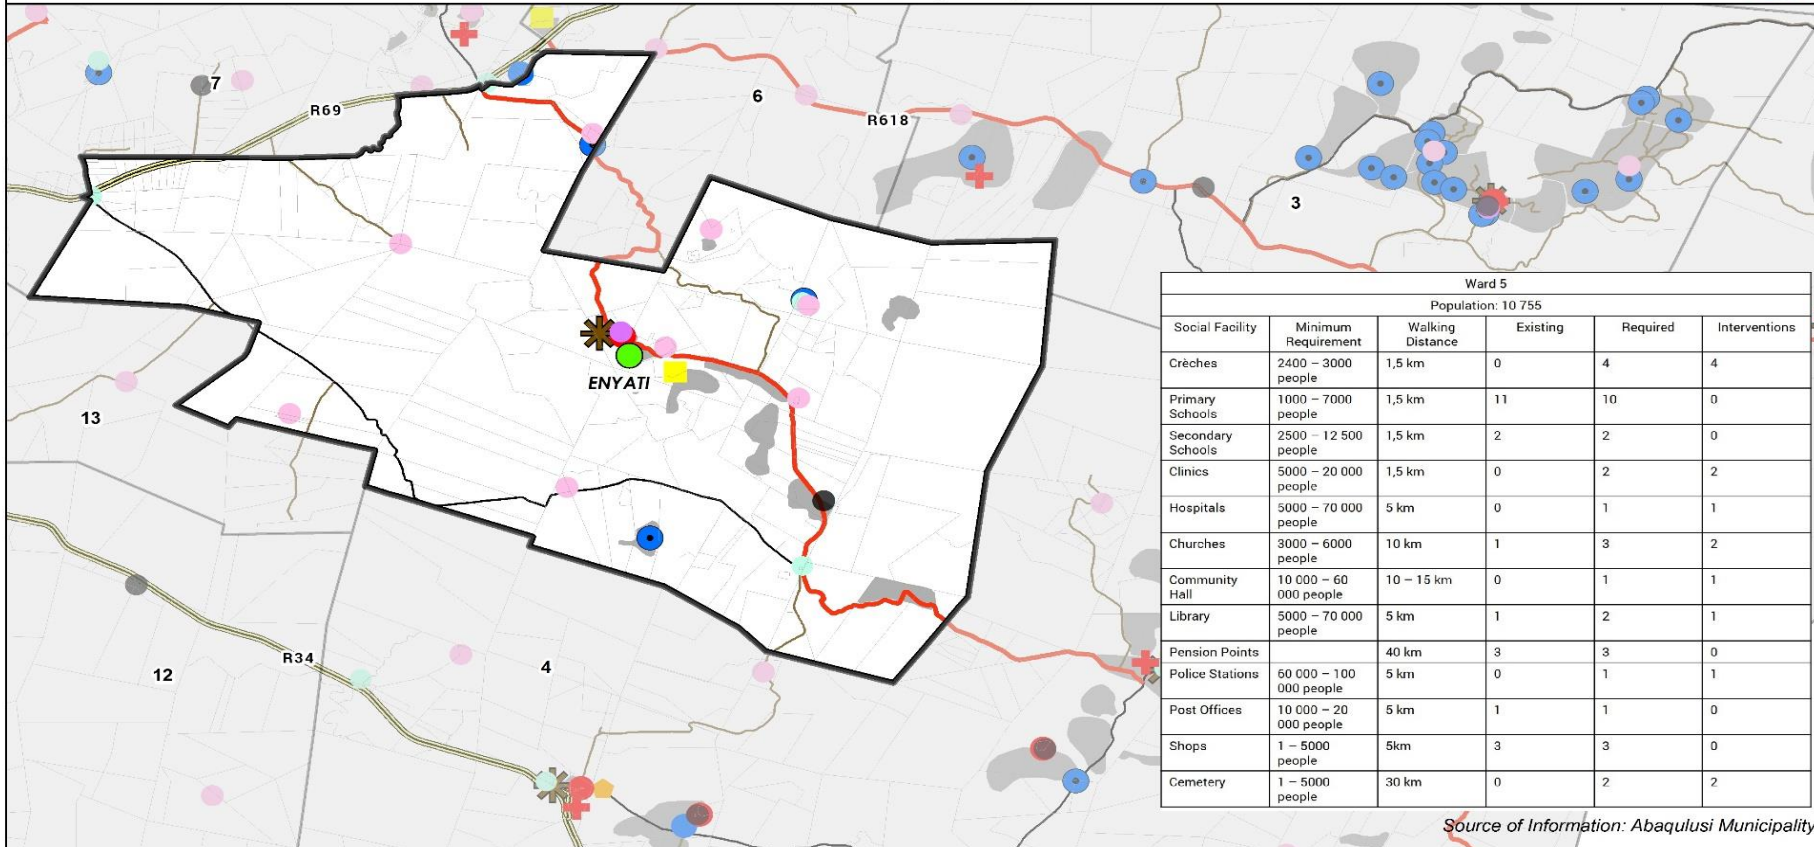 7
R69
6
R618
3
ENYATI
13
12
R34
4
Ward 5
Population: 10 755
Social Facility Minimum Requirement Walking Distance Existing Required Interventions
Crèches 2400 – 3000 people 1,5 km 0 4 4
Primary Schools 1000 – 7000 people 1,5 km 11 10 0
Secondary Schools 2500 – 12 500 people 1,5 km 2 2 0
Clinics 5000 – 20 000 people 1,5 km 0 2 2
Hospitals 5000 – 70 000 people 5 km 0 1 1
Churches 3000 – 6000 people 10 km 1 3 2
Community Hall 10 000 – 60 000 people 10 – 15 km 0 1 1
Library 5000 – 70 000 people 5 km 1 2 1
Pension Points 40 km 3 3 0
Police Stations 60 000 – 100 000 people 5 km 0 1 1
Post Offices 10 000 – 20 000 people 5 km 1 1 0
Shops 1 – 5000 people 5km 3 3 0
Cemetery 1 – 5000 people 30 km 0 2 2
Source of Information: Abaqulusi Municipality